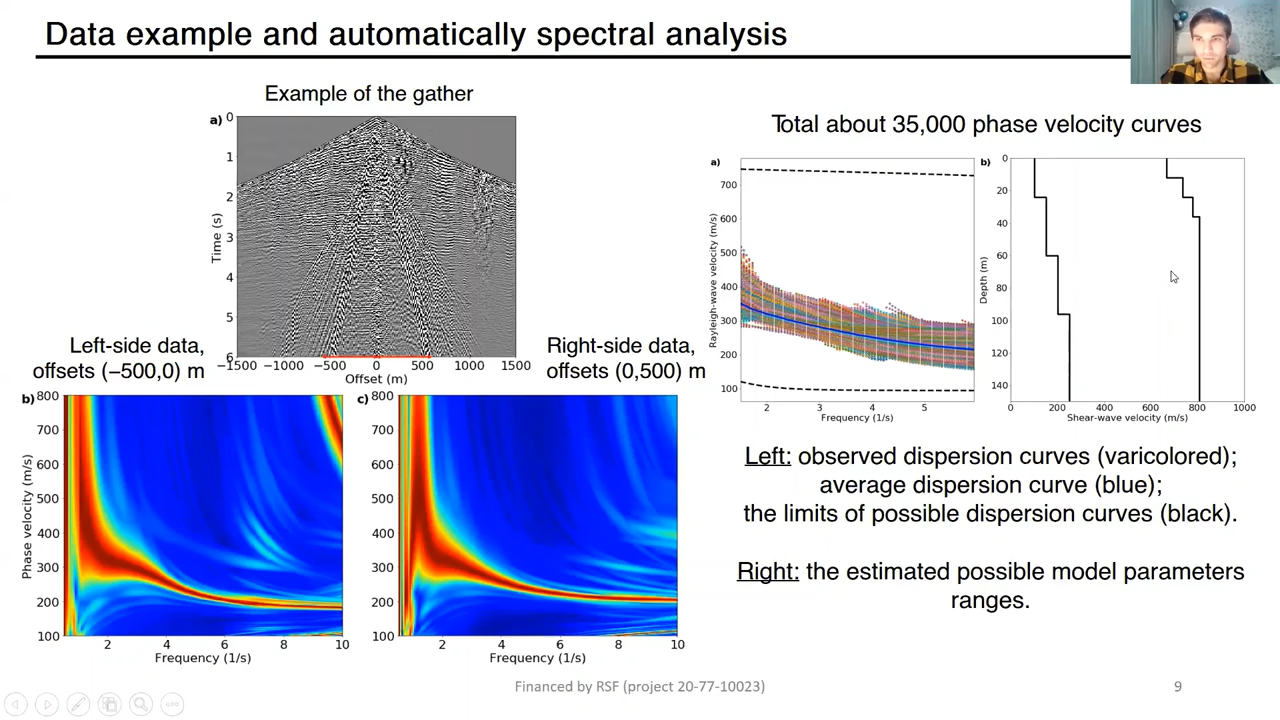 Data example and automatically spectral analysis
Example of the gather
a)
0
1
2
3
4
5
6
Time (s)
−1500 −1000 −500 0 500 1000 1500
Offset (m)
Left-side data,
offsets (−500,0) m
Right-side data,
offsets (0,500) m
b)
800
700
600
500
400
300
200
100
Phase velocity (m/s)
2 4 6 8 10
Frequency (1/s)
c)
800
700
600
500
400
300
200
100
2 4 6 8 10
Frequency (1/s)
Total about 35,000 phase velocity curves
a)
700
600
500
400
300
200
100
Rayleigh-wave velocity (m/s)
2 3 4 5
Frequency (1/s)
b)
0
20
40
60
80
100
120
140
Depth (m)
0 200 400 600 800 1000
Shear-wave velocity (m/s)
Left: observed dispersion curves (varicolored);
average dispersion curve (blue);
the limits of possible dispersion curves (black).
Right: the estimated possible model parameters
ranges.
Financed by RSF (project 20-77-10023)
9